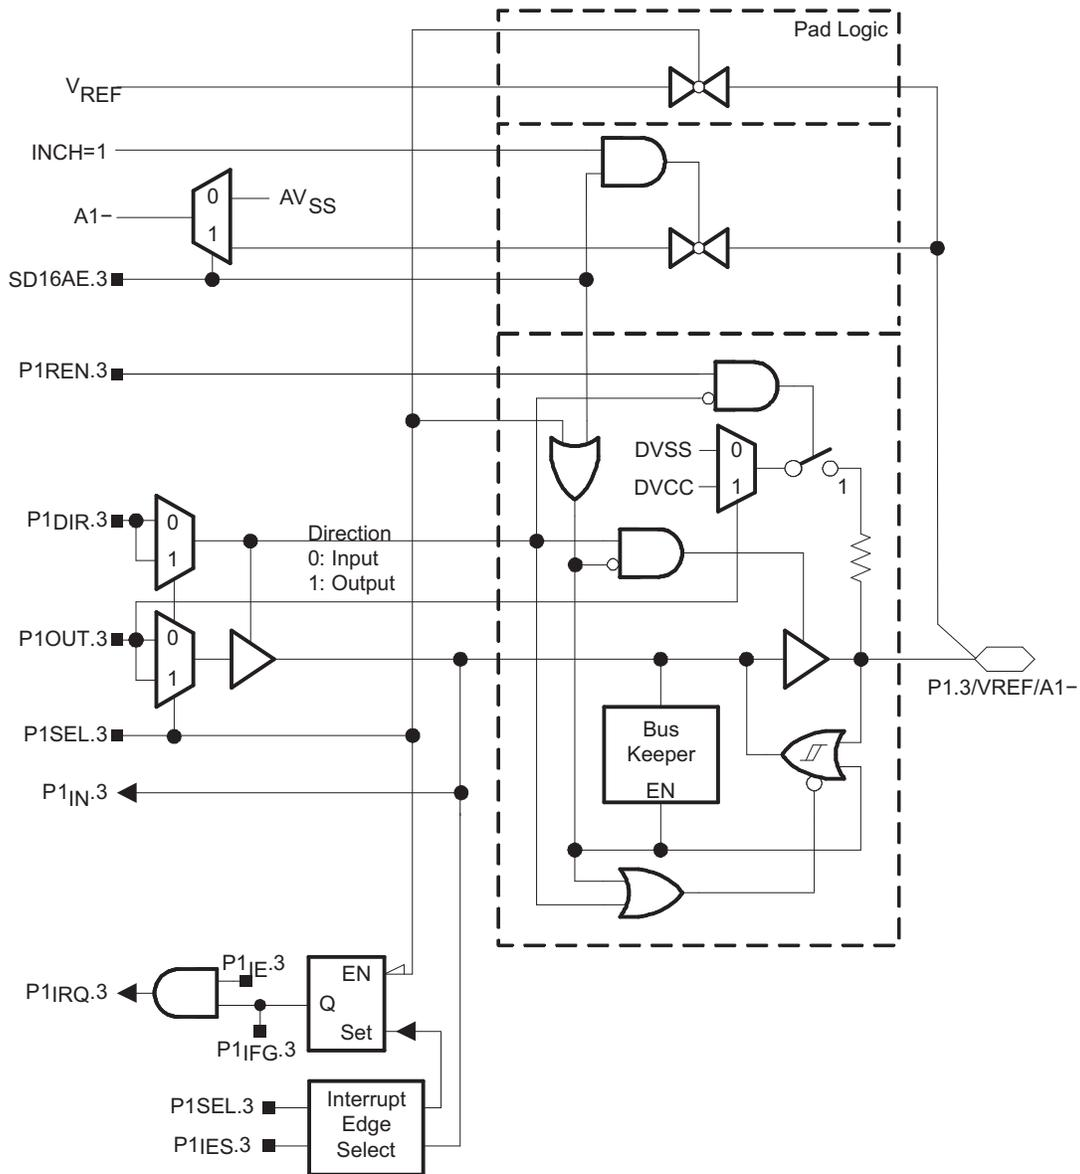 Pad Logic
VREF
INCH=1
0
AVSS
A1−
1
SD16AE.3
P1REN.3
DVSS
0
DVCC
1
1
P1DIR.3
0
1
Direction
0: Input
1: Output
P1OUT.3
0
1
P1.3/VREF/A1−
P1SEL.3
Bus
Keeper
EN
P1IN.3
P1IE.3
EN
P1IRQ.3
Q
Set
P1IFG.3
P1SEL.3
P1IES.3
Interrupt
Edge
Select